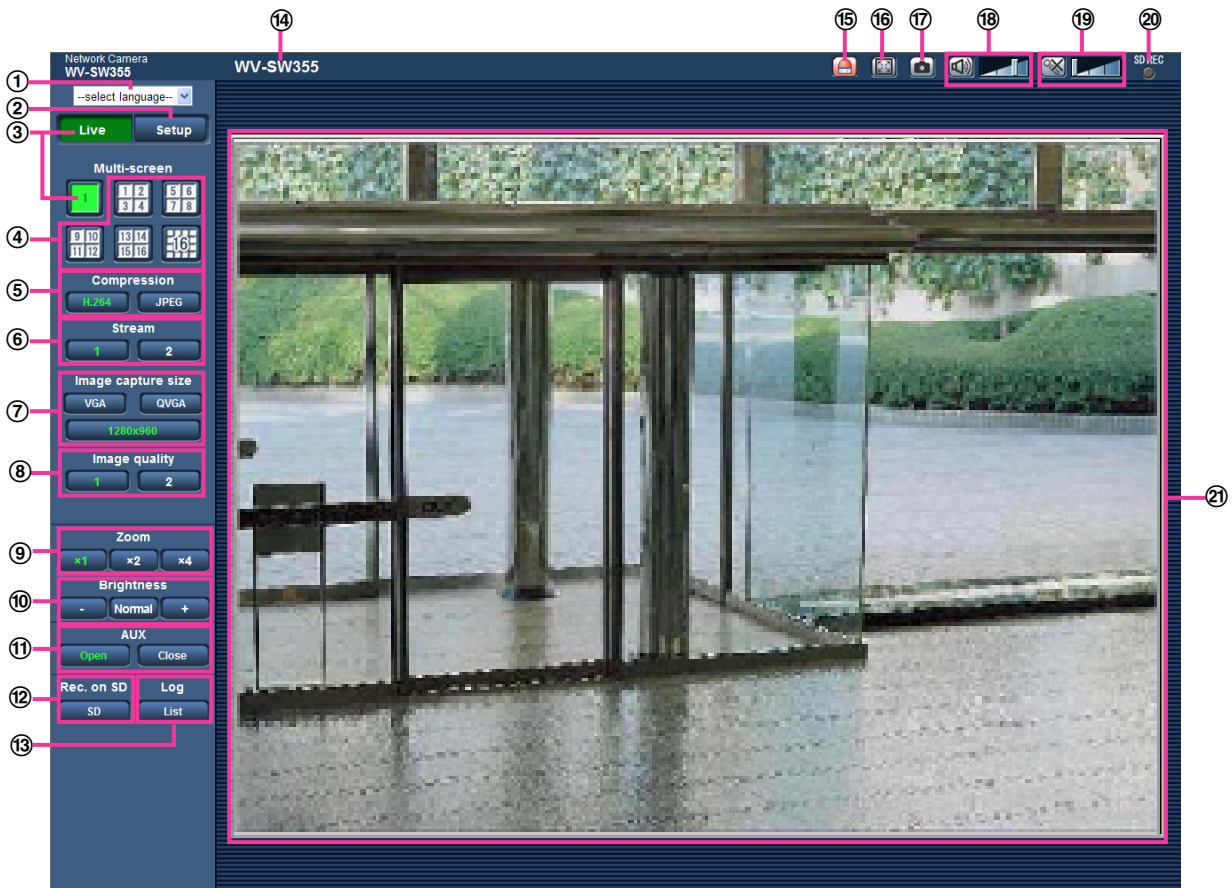 ⑭ ⑮ ⑯ ⑰ ⑱ ⑲ ⑳
Network Camera
WV-SW355
WV-SW355
SD REC
①
--select language--
②
③
Live Setup
Multi-screen
1
1 2
3 4
5 6
7 8
④
9 10
11 12
13 14
15 16
16
Compression
⑤
H.264 JPEG
Stream
⑥
1 2
Image capture size
⑦
VGA QVGA
1280x960
Image quality
⑧
1 2
㉑
Zoom
⑨
×1 ×2 ×4
Brightness
⑩
- Normal +
AUX
⑪
Open Close
Rec. on SD Log
⑫
SD List
⑬